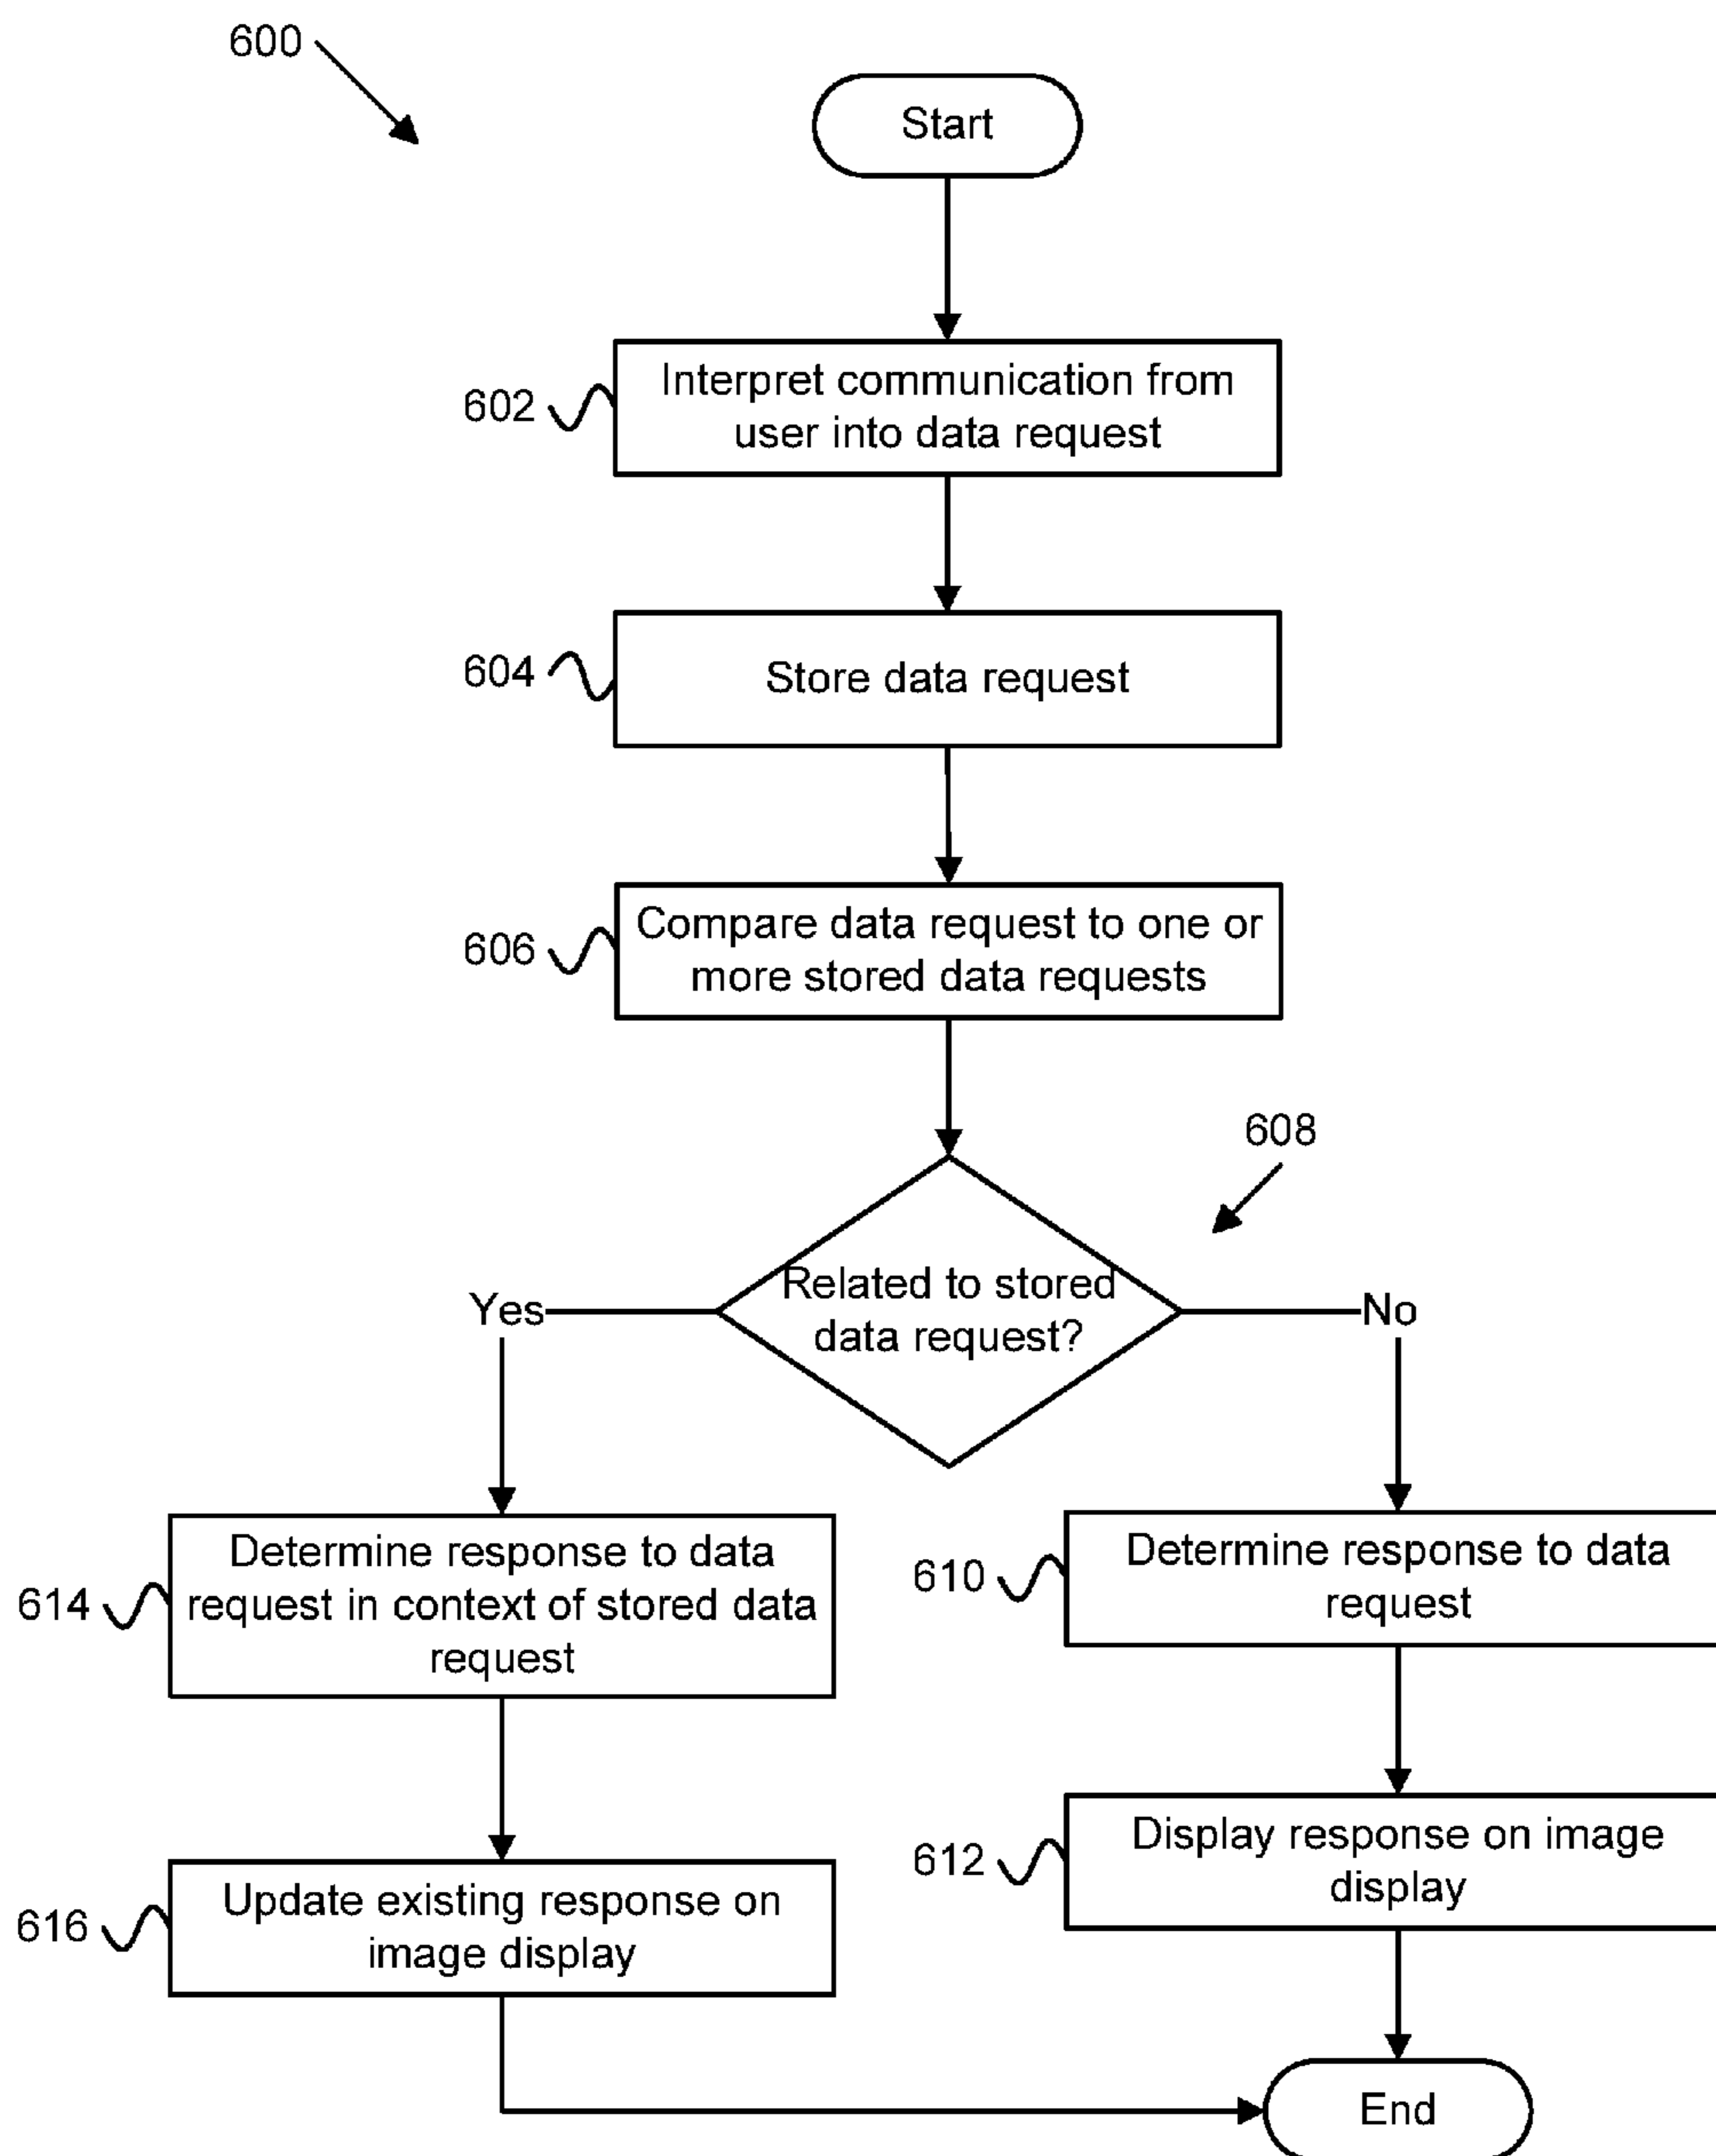 600
Start
602
Interpret communication from
user into data request
604
Store data request
606
Compare data request to one or
more stored data requests
608
Related to stored
data request?
Yes
No
614
Determine response to data
request in context of stored data
request
610
Determine response to data
request
616
Update existing response on
image display
612
Display response on image
display
End